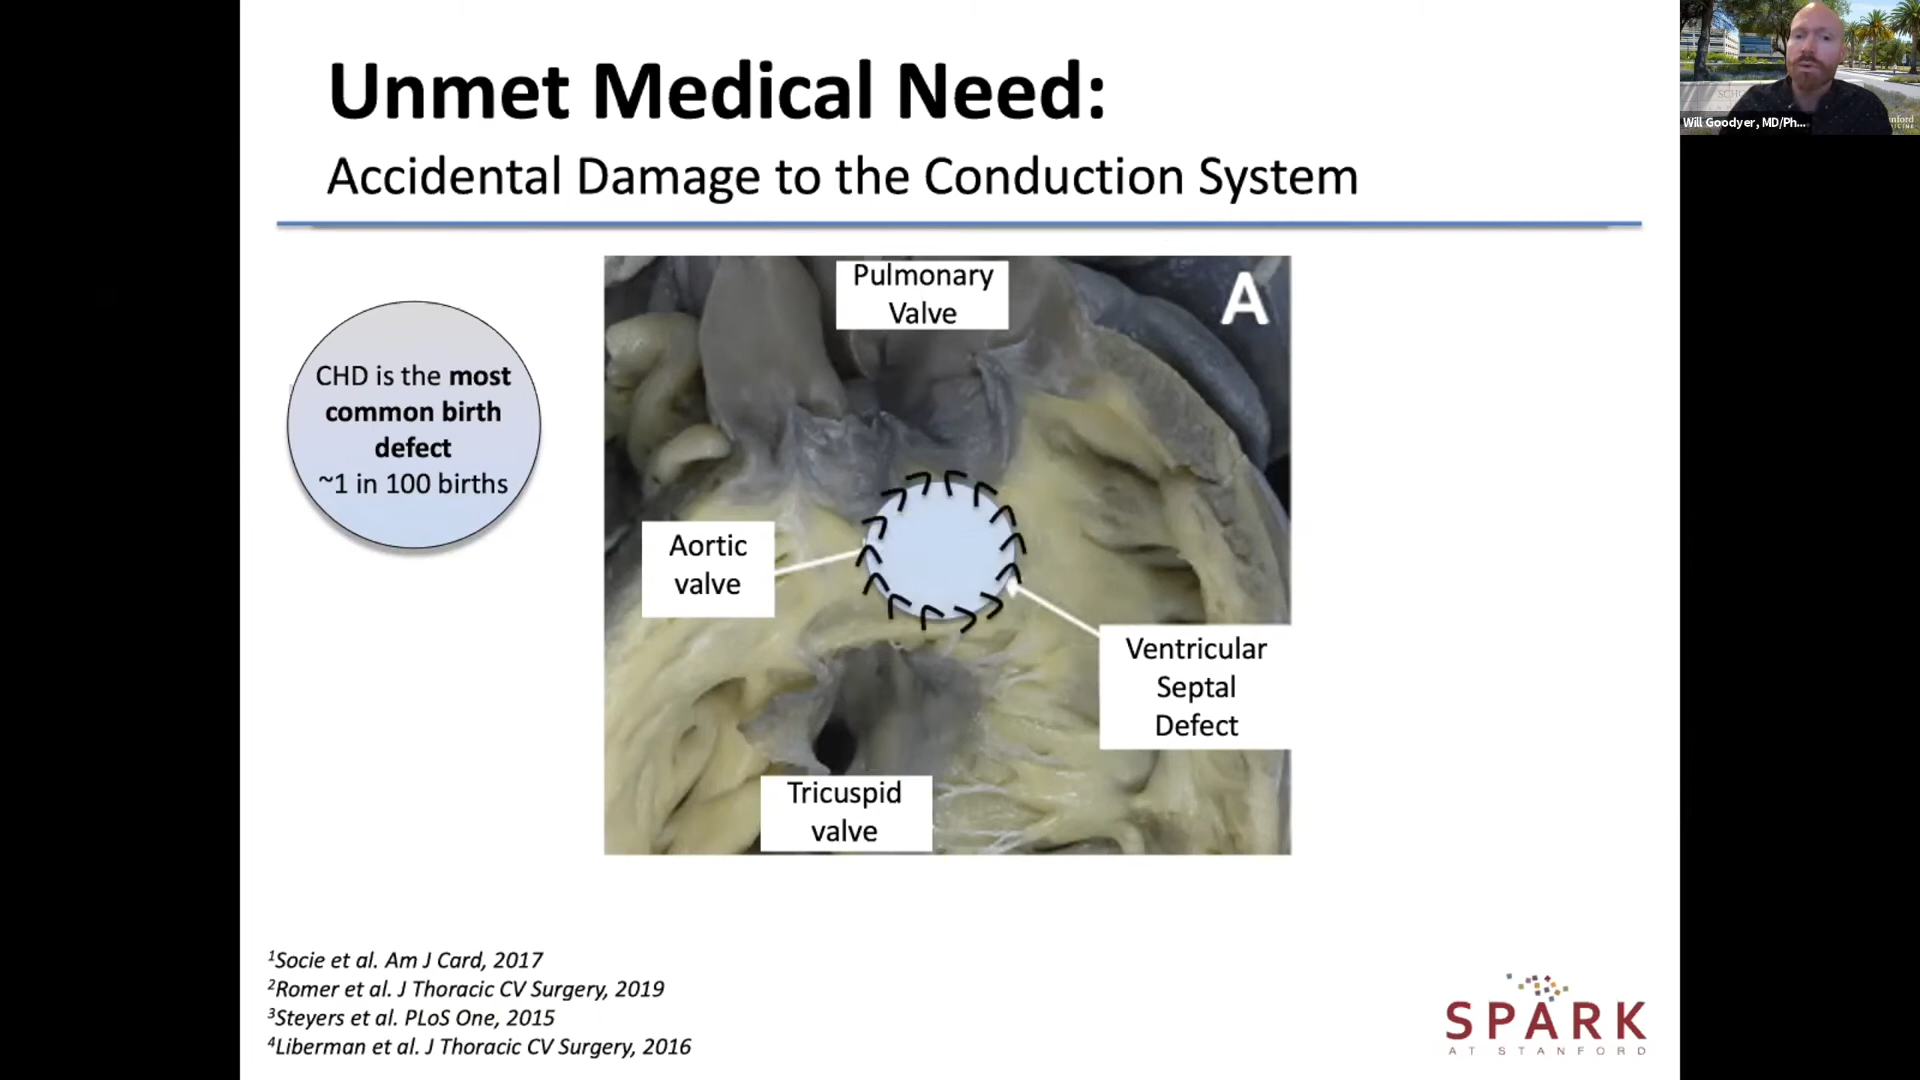 Unmet Medical Need:
Accidental Damage to the Conduction System
CHD is the most
common birth
defect
~1 in 100 births
Pulmonary
Valve
A
Aortic
valve
Ventricular
Septal
Defect
Tricuspid
valve
¹Socie et al. Am J Card, 2017
²Romer et al. J Thoracic CV Surgery, 2019
³Steyers et al. PLoS One, 2015
⁴Liberman et al. J Thoracic CV Surgery, 2016
SPARK
AT STANFORD
Will Goodyer, MD/Ph...